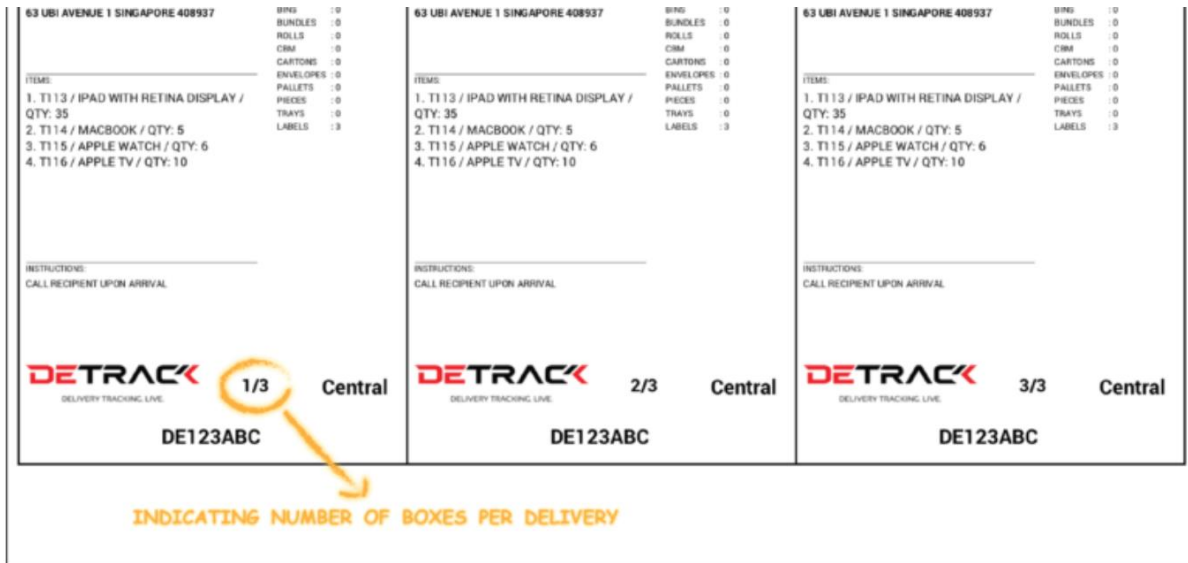 63 UBI AVENUE 1 SINGAPORE 408937
BINS : 0
BUNDLES : 0
ROLLS : 0
CBM : 0
CARTONS : 0
ENVELOPES : 0
PALLETS : 0
PIECES : 0
TRAYS : 0
LABELS : 3
ITEMS:
1. T113 / IPAD WITH RETINA DISPLAY /
QTY: 35
2. T114 / MACBOOK / QTY: 5
3. T115 / APPLE WATCH / QTY: 6
4. T116 / APPLE TV / QTY: 10
INSTRUCTIONS:
CALL RECIPIENT UPON ARRIVAL
DETRACK
DELIVERY TRACKING. LIVE.
1/3
Central
DE123ABC
63 UBI AVENUE 1 SINGAPORE 408937
BINS : 0
BUNDLES : 0
ROLLS : 0
CBM : 0
CARTONS : 0
ENVELOPES : 0
PALLETS : 0
PIECES : 0
TRAYS : 0
LABELS : 3
ITEMS:
1. T113 / IPAD WITH RETINA DISPLAY /
QTY: 35
2. T114 / MACBOOK / QTY: 5
3. T115 / APPLE WATCH / QTY: 6
4. T116 / APPLE TV / QTY: 10
INSTRUCTIONS:
CALL RECIPIENT UPON ARRIVAL
DETRACK
DELIVERY TRACKING. LIVE.
2/3
Central
DE123ABC
63 UBI AVENUE 1 SINGAPORE 408937
BINS : 0
BUNDLES : 0
ROLLS : 0
CBM : 0
CARTONS : 0
ENVELOPES : 0
PALLETS : 0
PIECES : 0
TRAYS : 0
LABELS : 3
ITEMS:
1. T113 / IPAD WITH RETINA DISPLAY /
QTY: 35
2. T114 / MACBOOK / QTY: 5
3. T115 / APPLE WATCH / QTY: 6
4. T116 / APPLE TV / QTY: 10
INSTRUCTIONS:
CALL RECIPIENT UPON ARRIVAL
DETRACK
DELIVERY TRACKING. LIVE.
3/3
Central
DE123ABC
INDICATING NUMBER OF BOXES PER DELIVERY